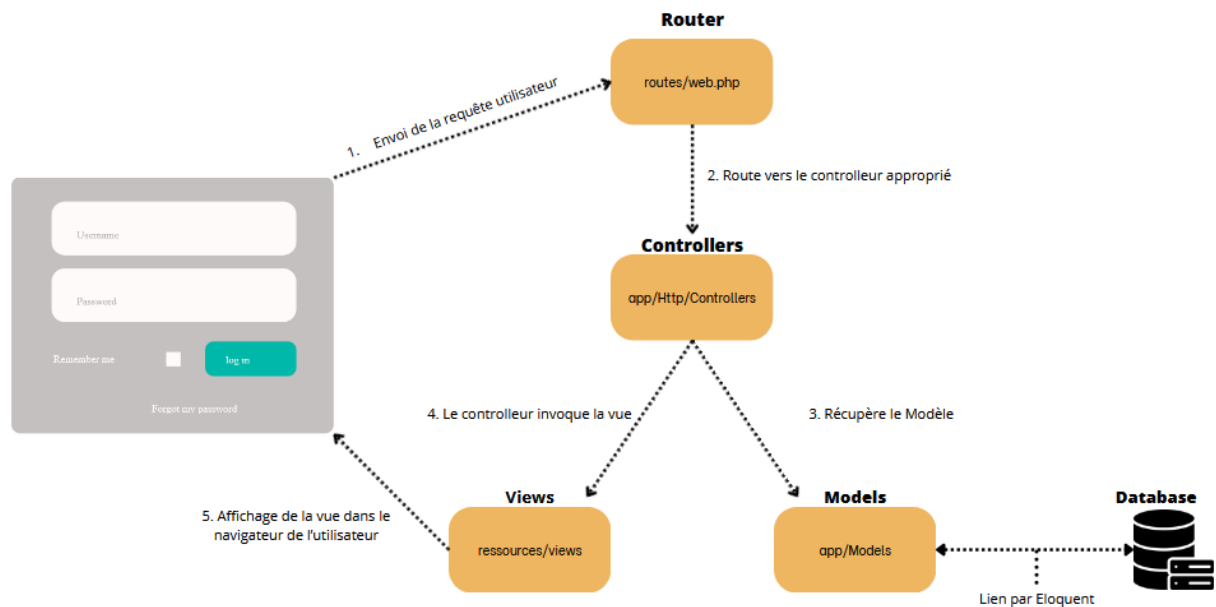 Router
routes/web.php
1. Envoi de la requête utilisateur
2. Route vers le controlleur approprié
Username
Password
Remember me
log in
Forgot my password
Controllers
app/Http/Controllers
4. Le controlleur invoque la vue
3. Récupère le Modèle
Views
Models
Database
5. Affichage de la vue dans le
navigateur de l'utilisateur
ressources/views
app/Models
Lien par Eloquent